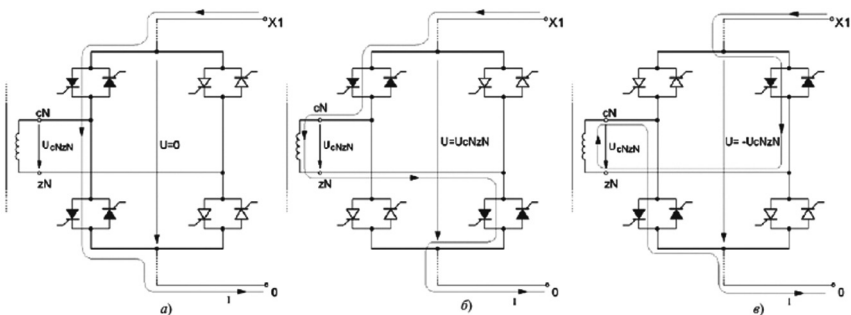 X1
cN
UcNzN
U=0
zN
0
I
а)
X1
cN
UcNzN
U=UcNzN
zN
0
I
б)
X1
cN
UcNzN
U= -UcNzN
zN
0
I
в)